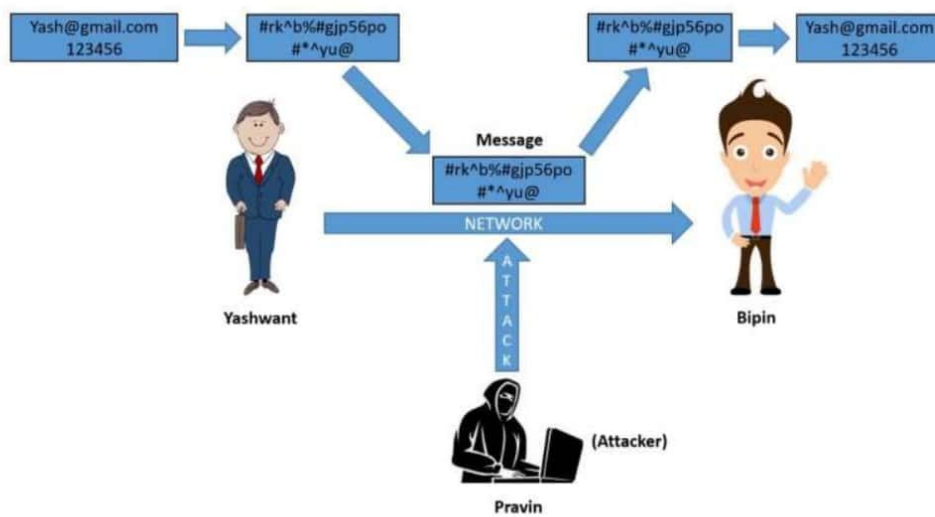 Yash@gmail.com
123456
#rk^b%#gjp56po
#*^yu@
#rk^b%#gjp56po
#*^yu@
Yash@gmail.com
123456
Message
#rk^b%#gjp56po
#*^yu@
NETWORK
ATTACK
Yashwant
Bipin
(Attacker)
Pravin